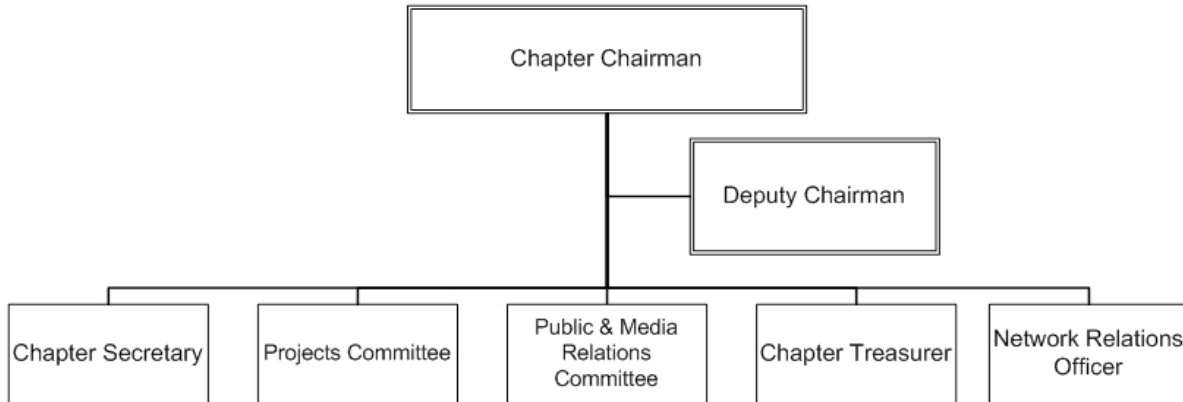 Chapter Chairman
Deputy Chairman
Chapter Secretary
Projects Committee
Public & Media
Relations
Committee
Chapter Treasurer
Network Relations
Officer